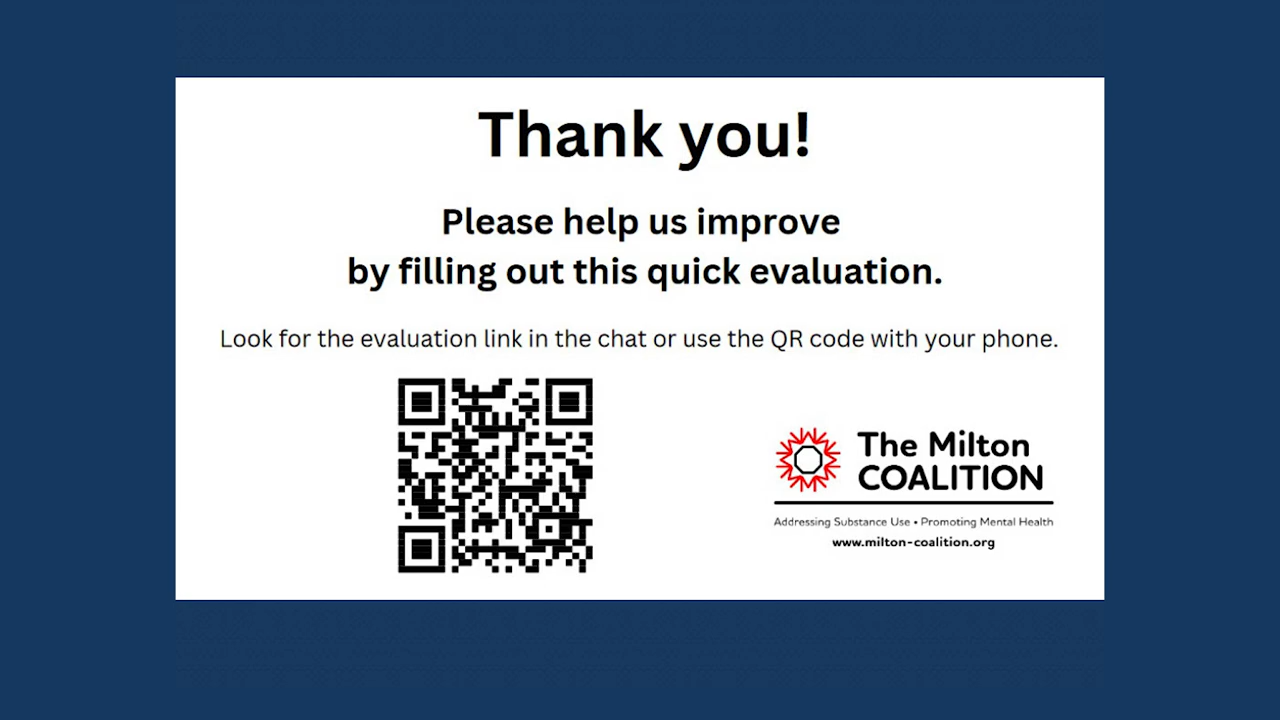 Thank you!
Please help us improve
by filling out this quick evaluation.
Look for the evaluation link in the chat or use the QR code with your phone.
The Milton
COALITION
Addressing Substance Use • Promoting Mental Health
www.milton-coalition.org